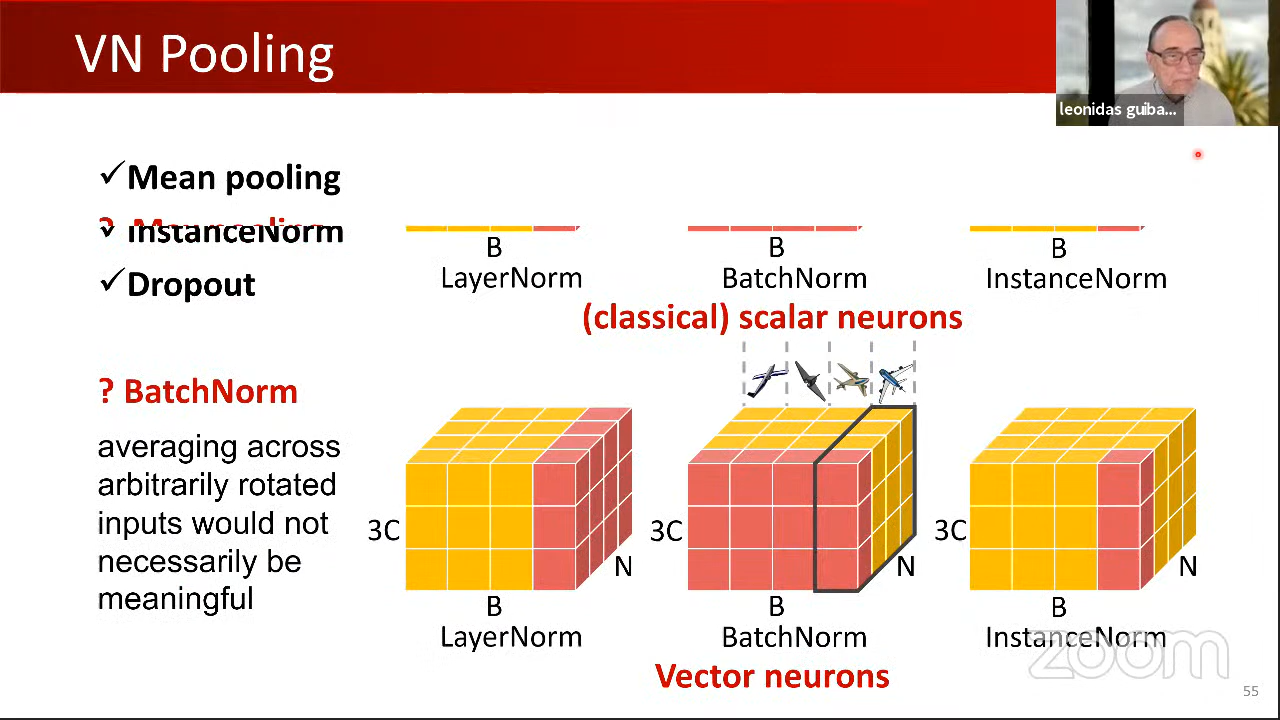 VN Pooling
leonidas guiba...
✓Mean pooling
✓ InstanceNorm
✓Dropout
B
B
B
LayerNorm
BatchNorm
InstanceNorm
(classical) scalar neurons
? BatchNorm
averaging across
arbitrarily rotated
inputs would not
necessarily be
meaningful
3C
3C
3C
N
N
N
B
B
B
LayerNorm
BatchNorm
InstanceNorm
Vector neurons
zoom
55